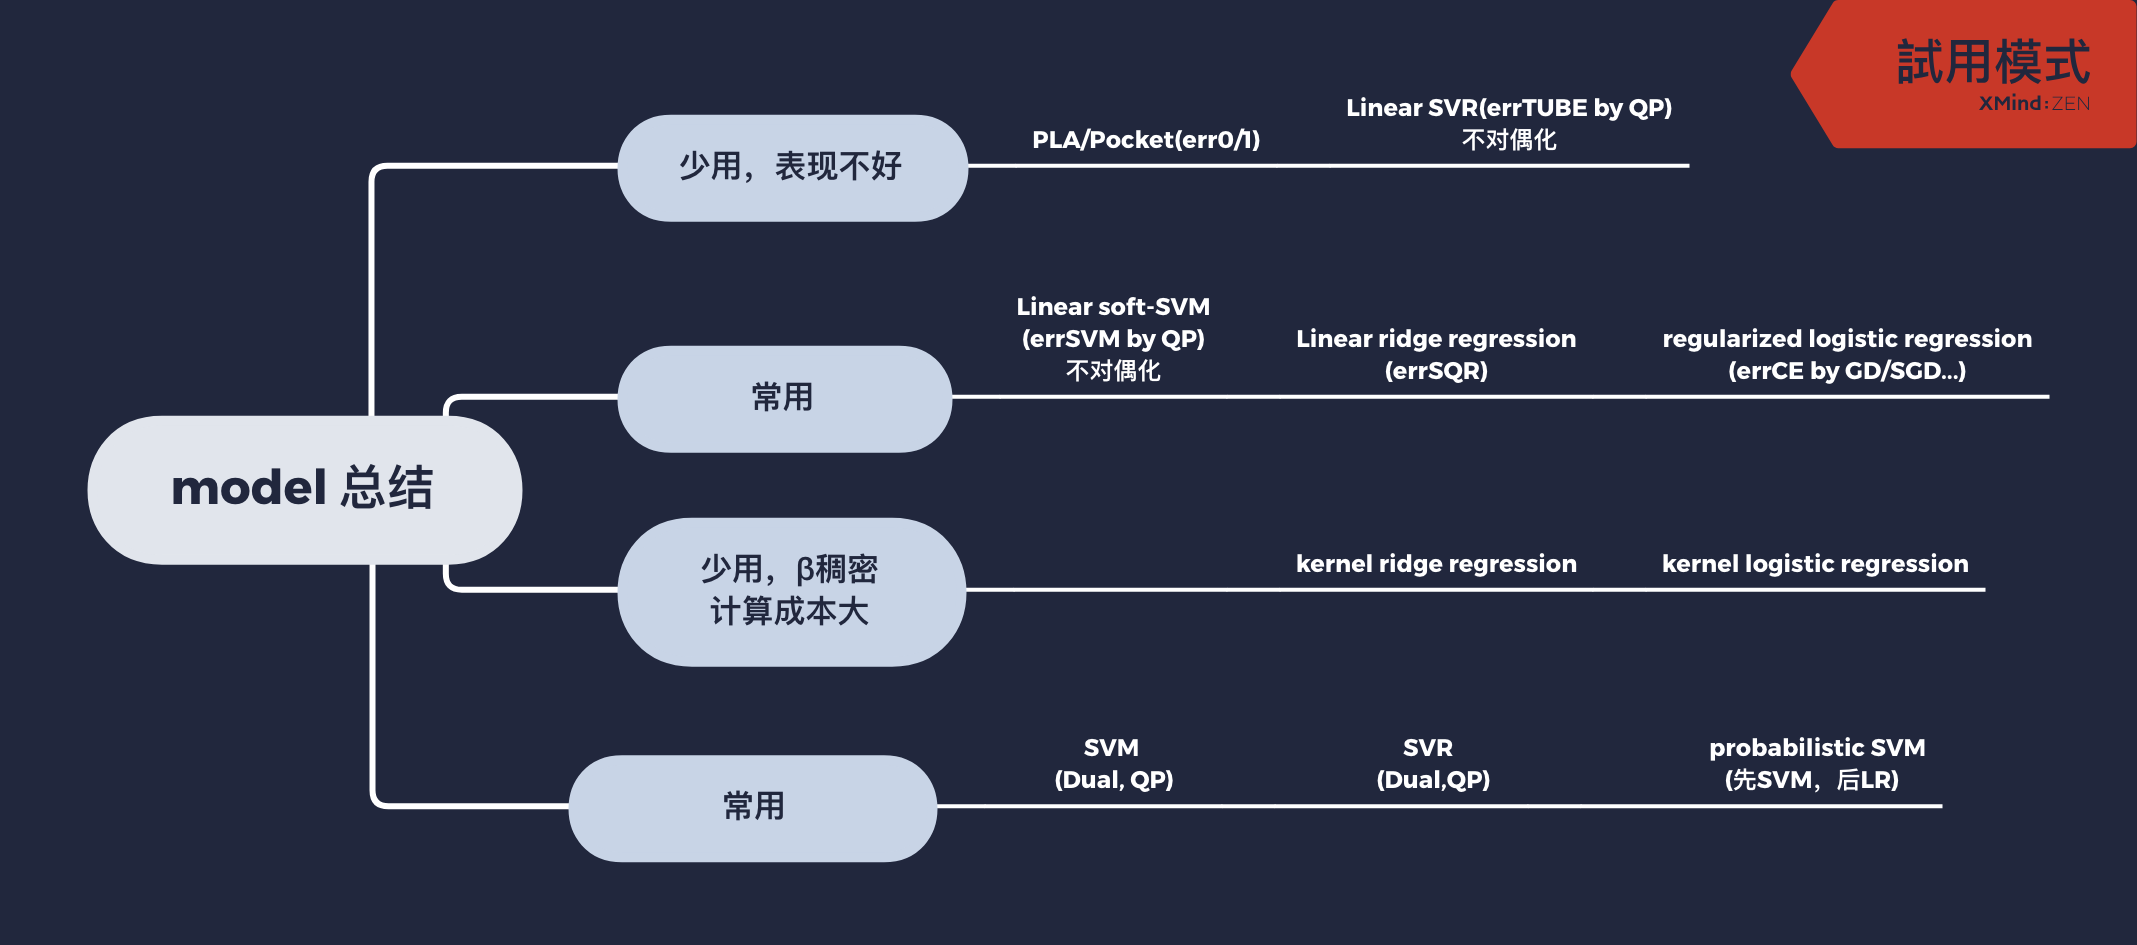 試用模式
XMind:ZEN
少用，表现不好
PLA/Pocket(err0/1)
Linear SVR(errTUBE by QP)
不对偶化
常用
Linear soft-SVM
(errSVM by QP)
不对偶化
Linear ridge regression
(errSQR)
regularized logistic regression
(errCE by GD/SGD...)
model 总结
少用，β稠密
计算成本大
kernel ridge regression
kernel logistic regression
常用
SVM
(Dual, QP)
SVR
(Dual,QP)
probabilistic SVM
(先SVM，后LR)